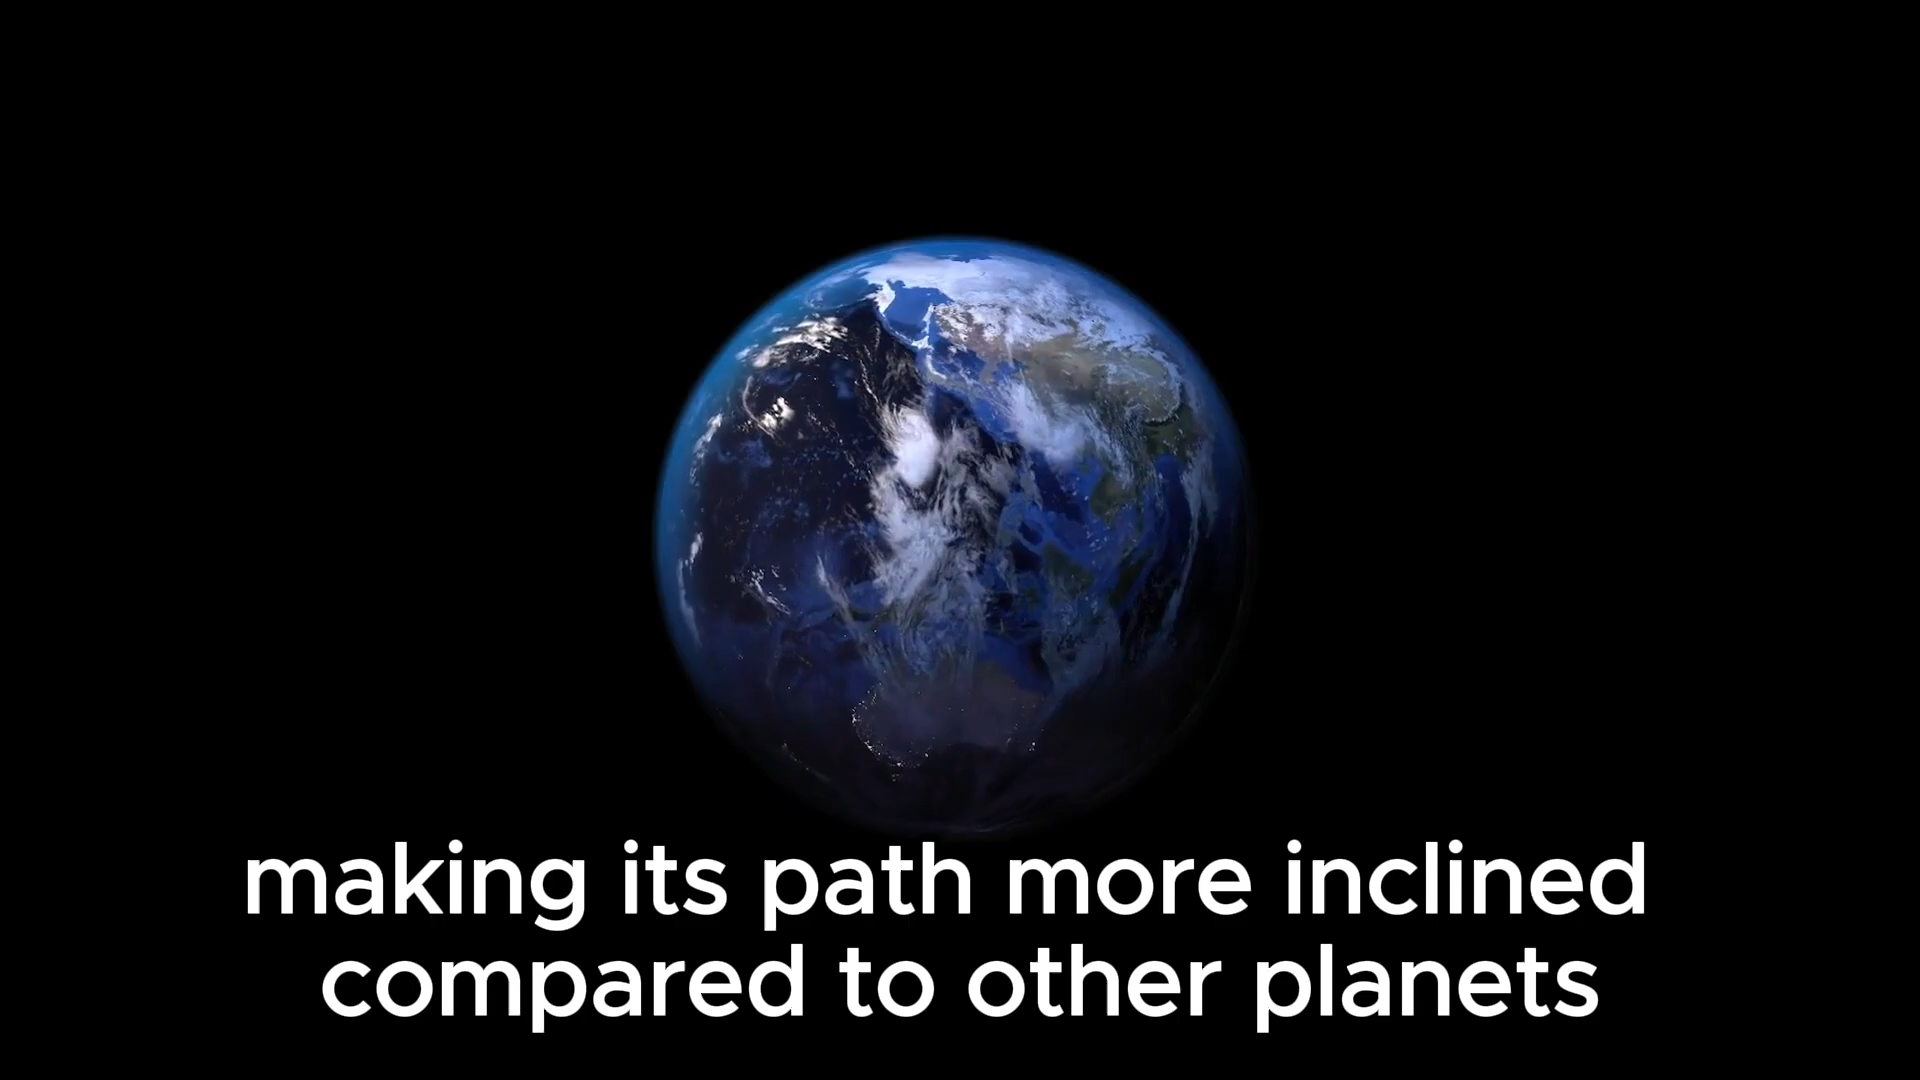 making its path more inclined
compared to other planets